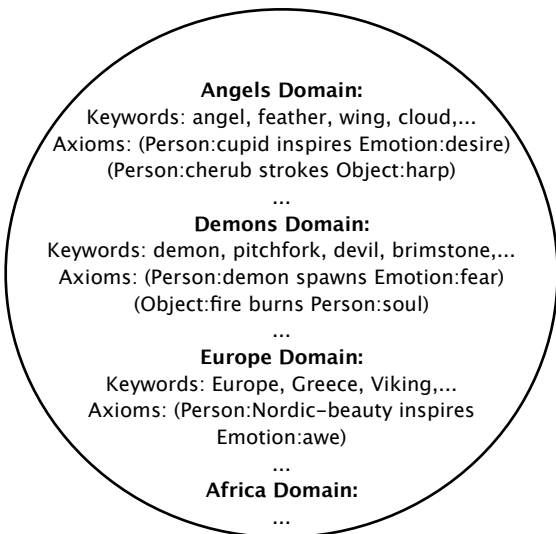 Angels Domain:
Keywords: angel, feather, wing, cloud,...
Axioms: (Person:cupid inspires Emotion:desire)
(Person:cherub strokes Object:harp)
...
Demons Domain:
Keywords: demon, pitchfork, devil, brimstone,...
Axioms: (Person:demon spawns Emotion:fear)
(Object:fire burns Person:soul)
...
Europe Domain:
Keywords: Europe, Greece, Viking,...
Axioms: (Person:Nordic-beauty inspires
Emotion:awe)
...
Africa Domain:
...